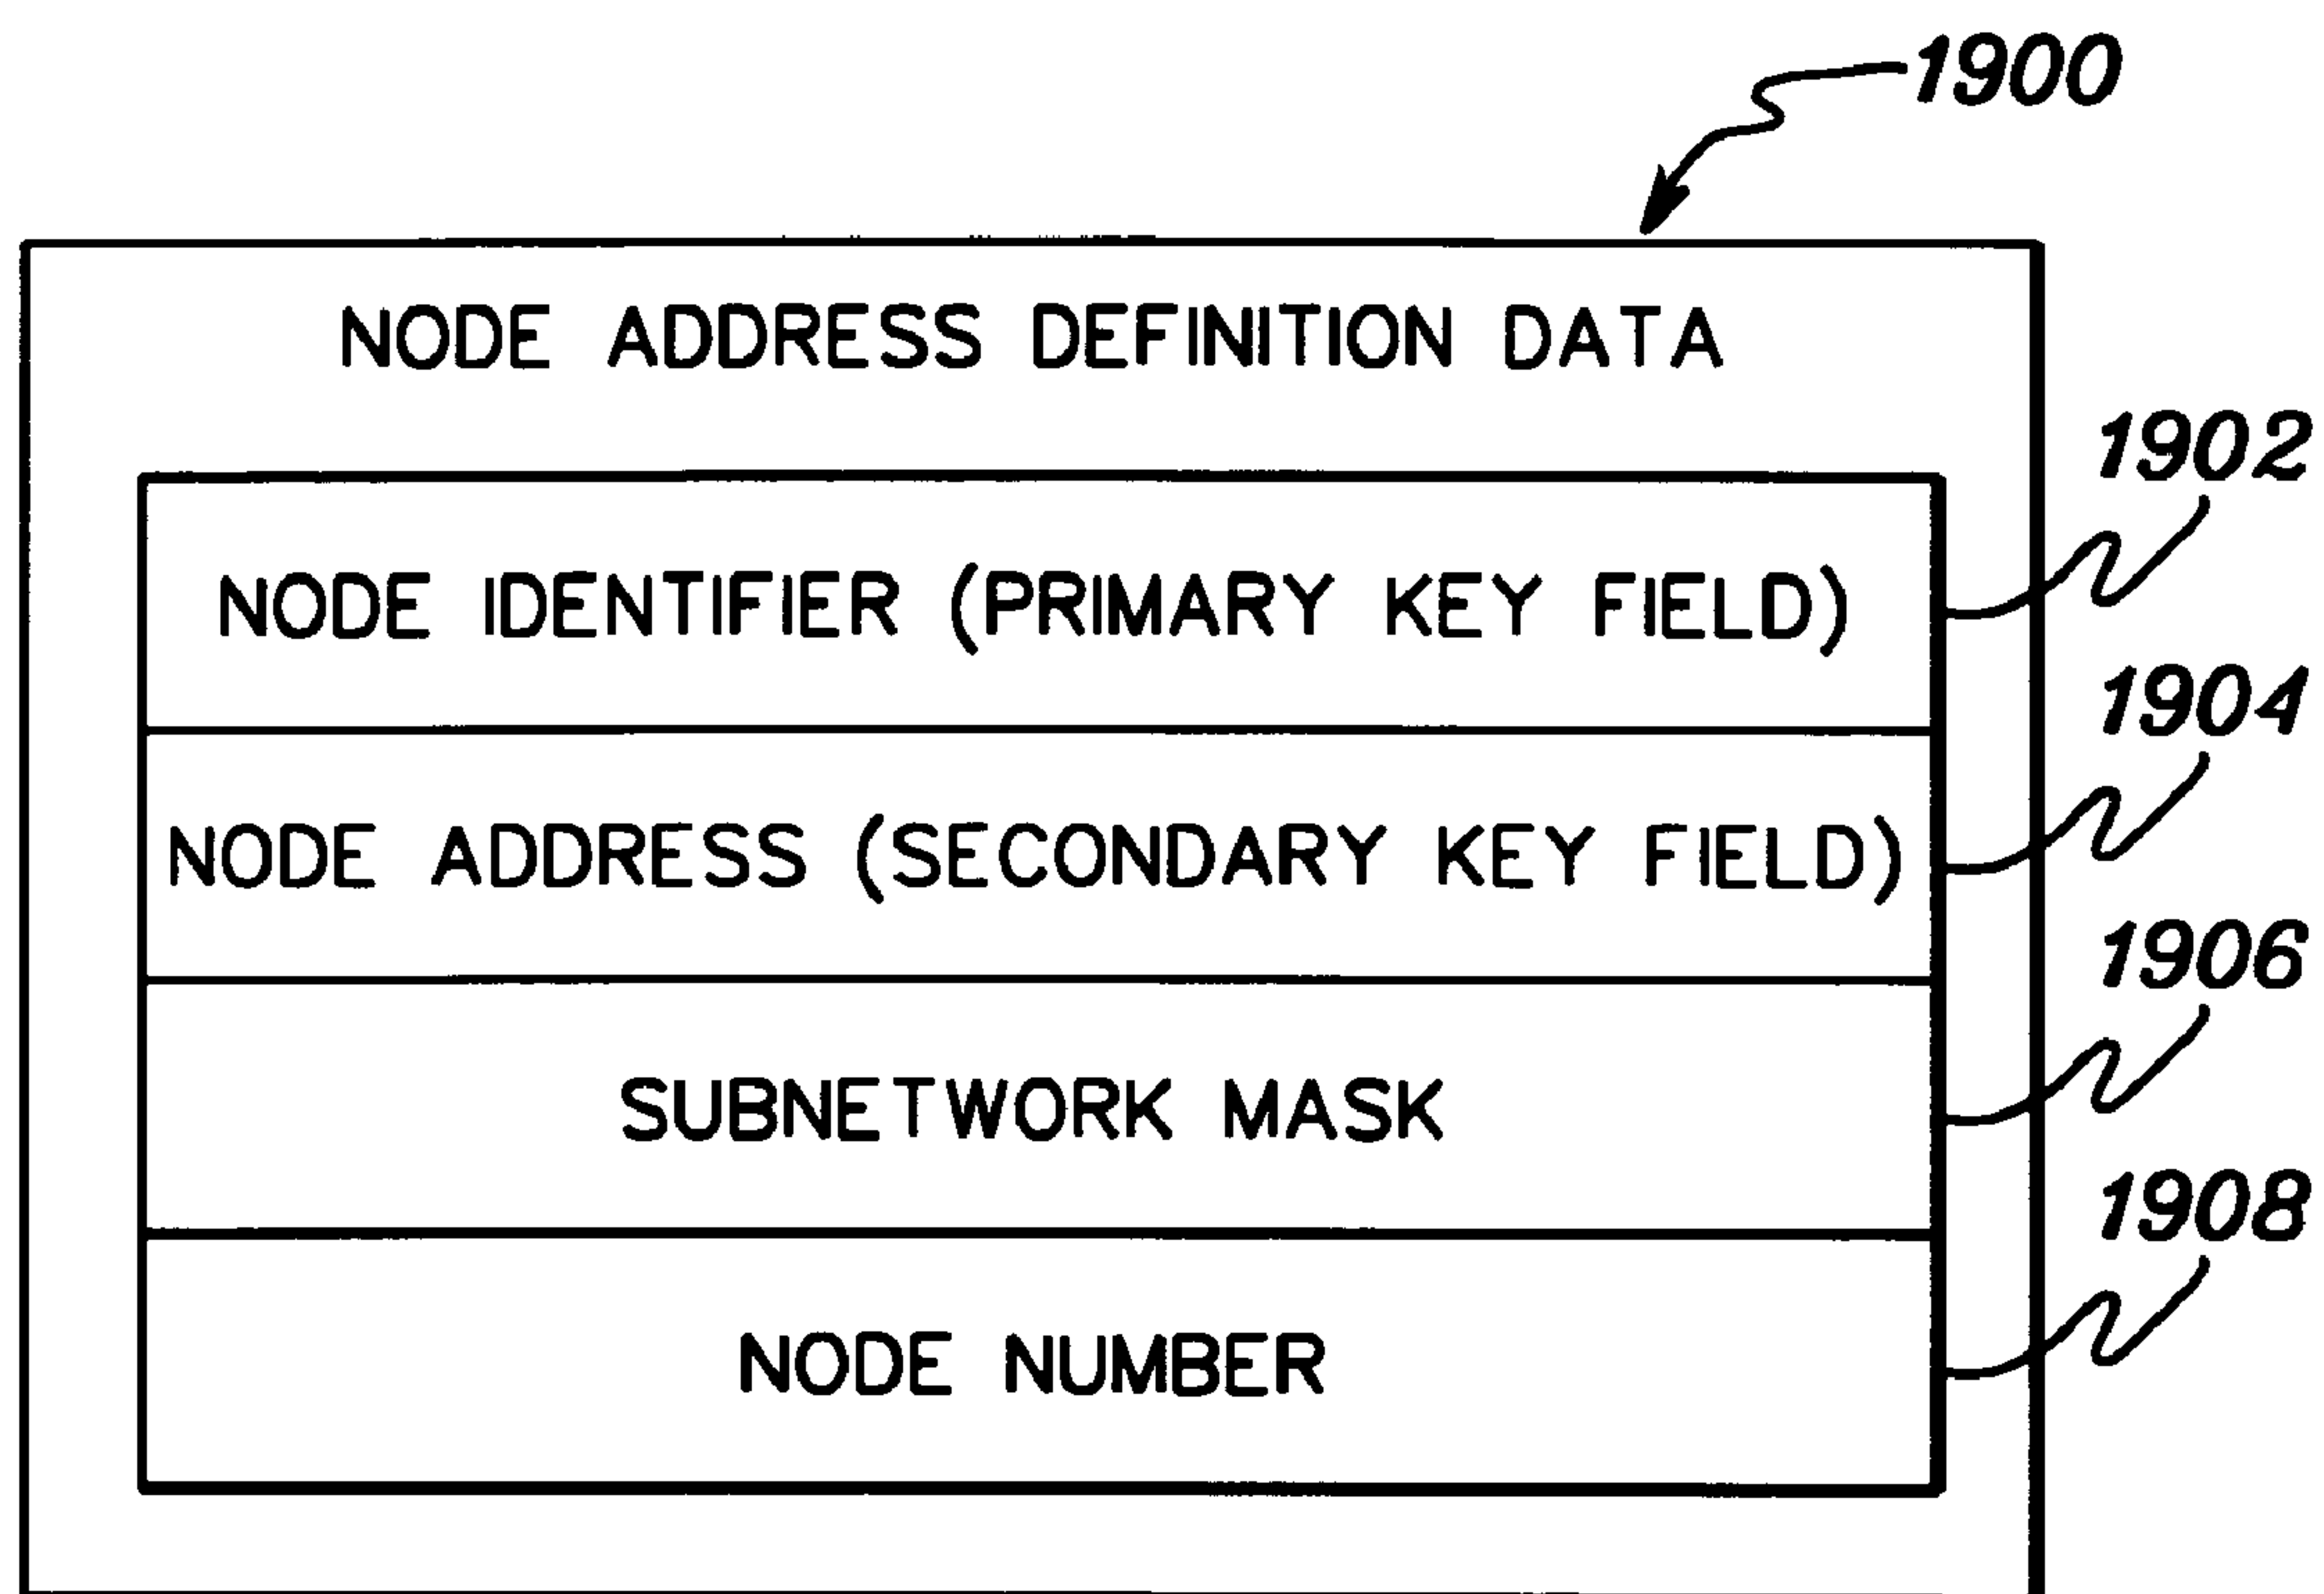 1900
NODE ADDRESS DEFINITION DATA
1902
NODE IDENTIFIER (PRIMARY KEY FIELD)
1904
NODE ADDRESS (SECONDARY KEY FIELD)
1906
SUBNETWORK MASK
1908
NODE NUMBER